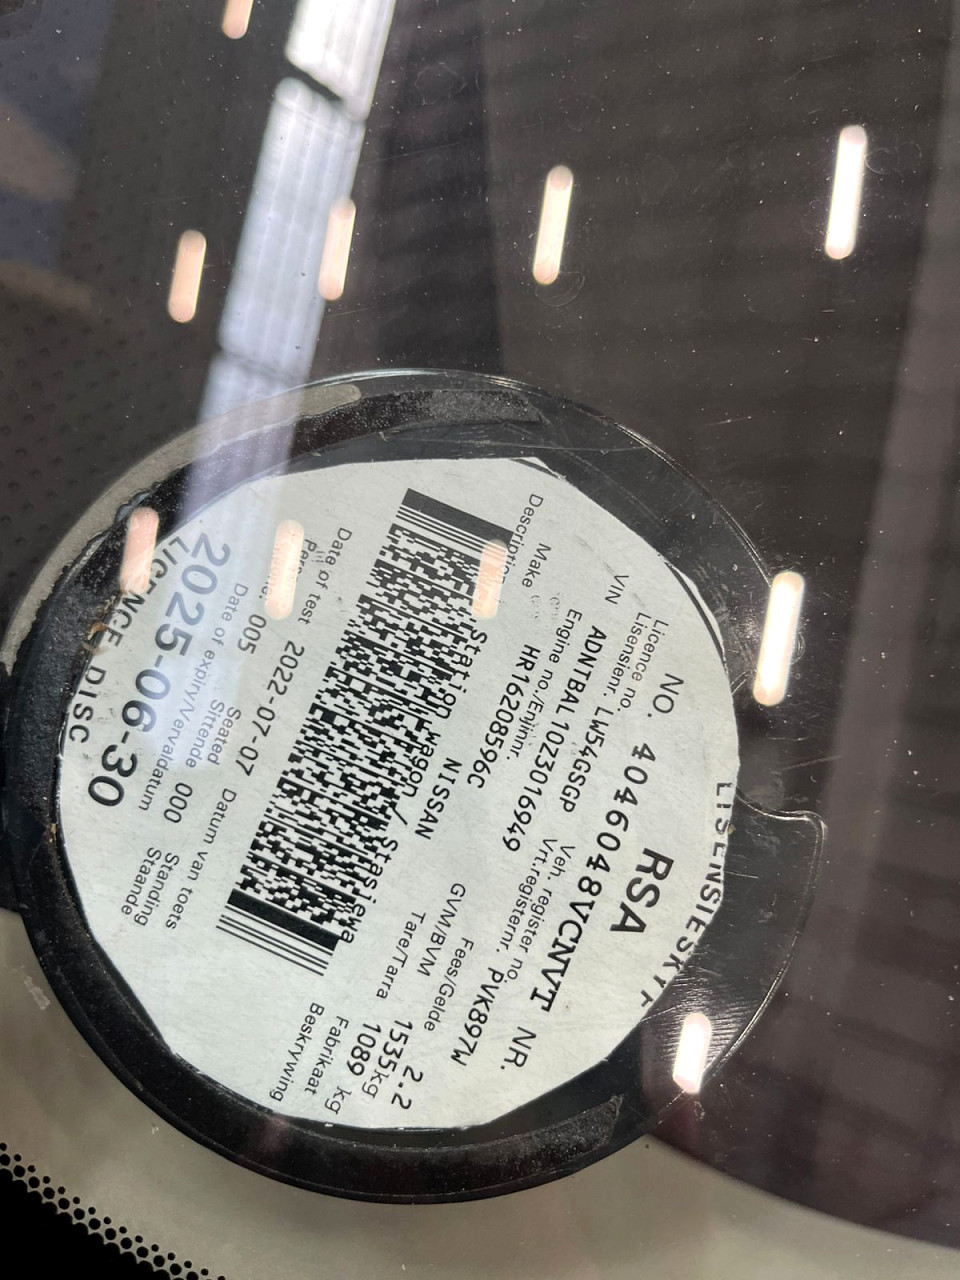 LISENSIESKYF
RSA
NO. 4046048VCNVT NR.
Licence no.
Lisensienr. LW54GSGP
Veh. register no.
Vrt.registernr. PVK897W
VIN ADNTBAL10Z3016949
Engine no./Enjinnr.
HR16208596C
Fees/Gelde 2.2
GVM/BVM 1535kg
Tare/Tarra 1089 kg
Make NISSAN Fabrikaat
Description Station wagon/ Stasiewa Beskrywing
Date of test 2022-07-07 Datum van toets
005 Seated
Sittende 000 Standing
Staande
Date of expiry/Vervaldatum
2025-06-30
LICENCE DISC